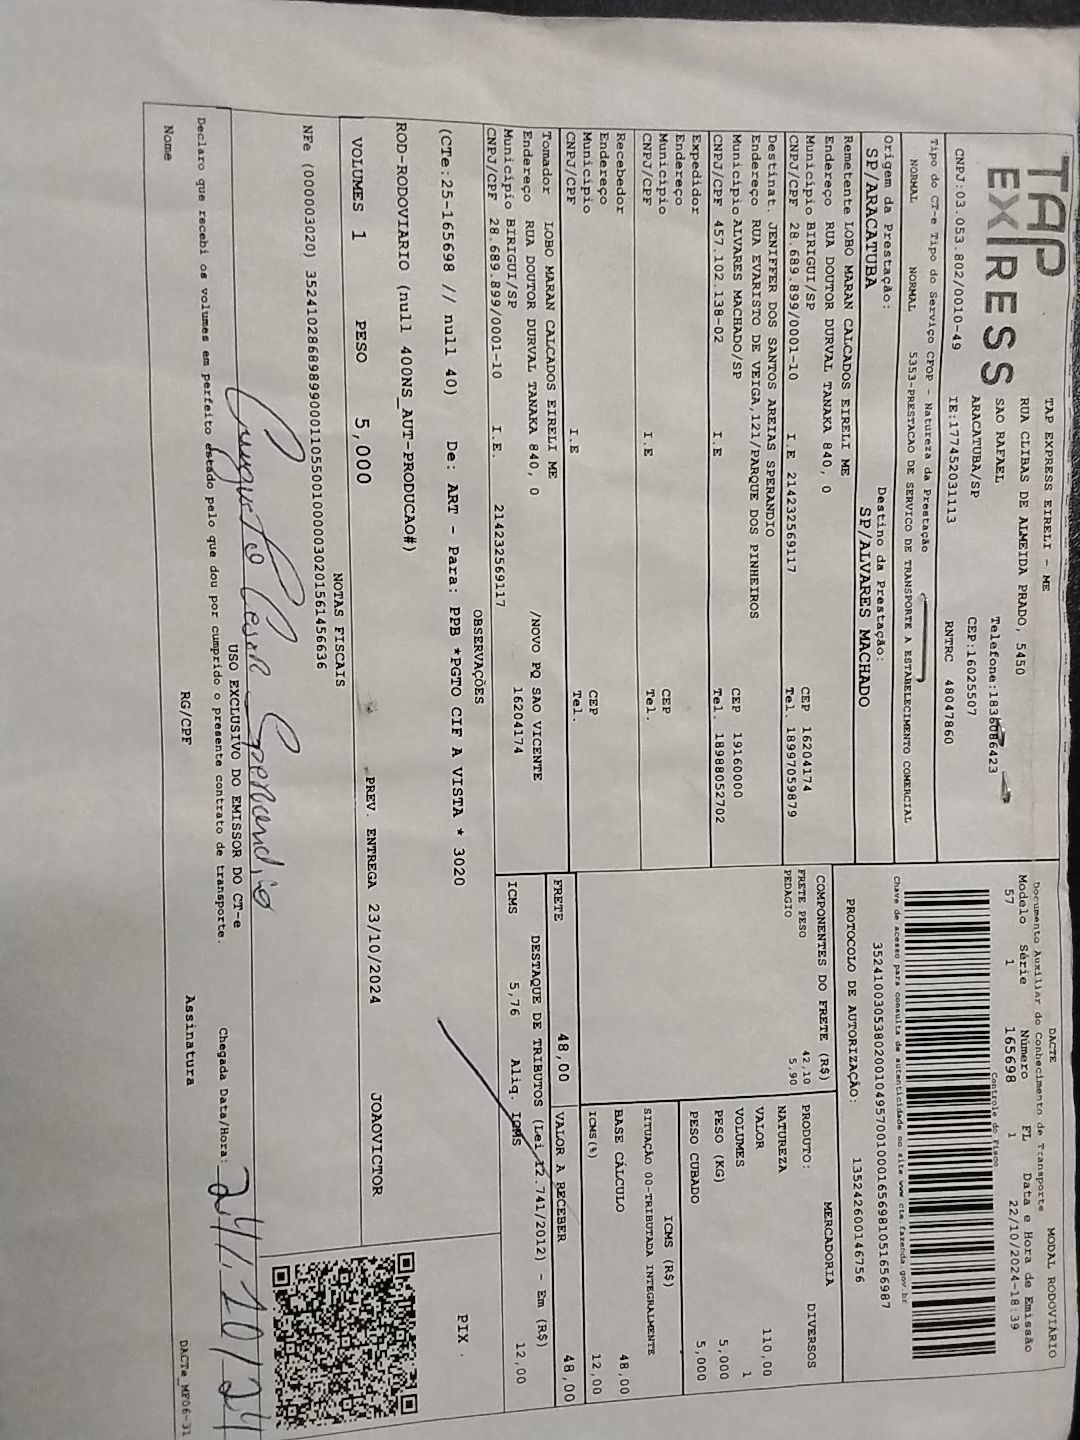 TAP
EXPRESS
TAP EXPRESS EIRELI - ME
RUA CLIBAS DE ALMEIDA PRADO, 5450
SAO RAFAEL
Telefone:1836086423
ARACATUBA/SP
CEP:16025507
CNPJ:03.053.802/0010-49
IE:177452031113
RNTRC 48047860
DACTE
MODAL RODOVIÁRIO
Documento Auxiliar do Conhecimento de Transporte
Modelo Série Número FL Data e Hora de Emissão
57 1 165698 1 22/10/2024-18:39
Controle do Fisco
Tipo do CT-e Tipo do Serviço CFOP - Natureza da Prestação
NORMAL NORMAL 5353-PRESTACAO DE SERVICO DE TRANSPORTE A ESTABELECIMENTO COMERCIAL
Chave de acesso para consulta de autenticidade no site www.cte.fazenda.gov.br
35241003053802001049570010001656981051656987
PROTOCOLO DE AUTORIZAÇÃO: 135242600146756
Origem da Prestação:
SP/ARACATUBA
Destino da Prestação:
SP/ALVARES MACHADO
Remetente LOBO MARAN CALCADOS EIRELI ME
Endereço RUA DOUTOR DURVAL TANAKA 840, 0
Município BIRIGUI/SP CEP 16204174
CNPJ/CPF 28.689.899/0001-10 I.E 214232569117 Tel. 18997059879
Destinat. JENIFFER DOS SANTOS AREIAS SPERANDIO
Endereço RUA EVARISTO DE VEIGA,121/PARQUE DOS PINHEIROS
Município ALVARES MACHADO/SP CEP 19160000
CNPJ/CPF 457.102.138-02 I.E Tel. 18988052702
Expedidor
Endereço
Município CEP
CNPJ/CPF I.E Tel.
Recebedor
Endereço
Município CEP
CNPJ/CPF I.E Tel.
Tomador LOBO MARAN CALCADOS EIRELI ME
Endereço RUA DOUTOR DURVAL TANAKA 840, 0 /NOVO PQ SAO VICENTE
Município BIRIGUI/SP 16204174
CNPJ/CPF 28.689.899/0001-10 I.E. 214232569117
COMPONENTES DO FRETE (R$)
FRETE PESO 42,10
PEDAGIO 5,90
PRODUTO: MERCADORIA
NATUREZA DIVERSOS
VALOR 110,00
VOLUMES 1
PESO (KG) 5,000
PESO CUBADO 5,000
ICMS (R$)
SITUAÇÃO 00-TRIBUTADA INTEGRALMENTE
BASE CÁLCULO 48,00
ICMS(%) 12,00
FRETE 48,00 VALOR A RECEBER 48,00
DESTAQUE DE TRIBUTOS (Lei 12.741/2012) - Em (R$)
ICMS 5,76 Aliq. ICMS 12,00
OBSERVAÇÕES
(CTe:25-165698 // null 40) De: ART - Para: PPB *PGTO CIF A VISTA * 3020
PIX
ROD-RODOVIARIO (null 400NS_AUT-PRODUCAO#)
VOLUMES 1 PESO 5,000 PREV. ENTREGA 23/10/2024 JOAOVICTOR
NOTAS FISCAIS
NFe (000003020) 35241028689899000110550010000030201561456636
USO EXCLUSIVO DO EMISSOR DO CT-e
Augusto Cesar Sperandio
Declaro que recebi os volumes em perfeito estado pelo que dou por cumprido o presente contrato de transporte.
Chegada Data/Hora: 24/10/24
Nome RG/CPF Assinatura
DACTe_MF06-31